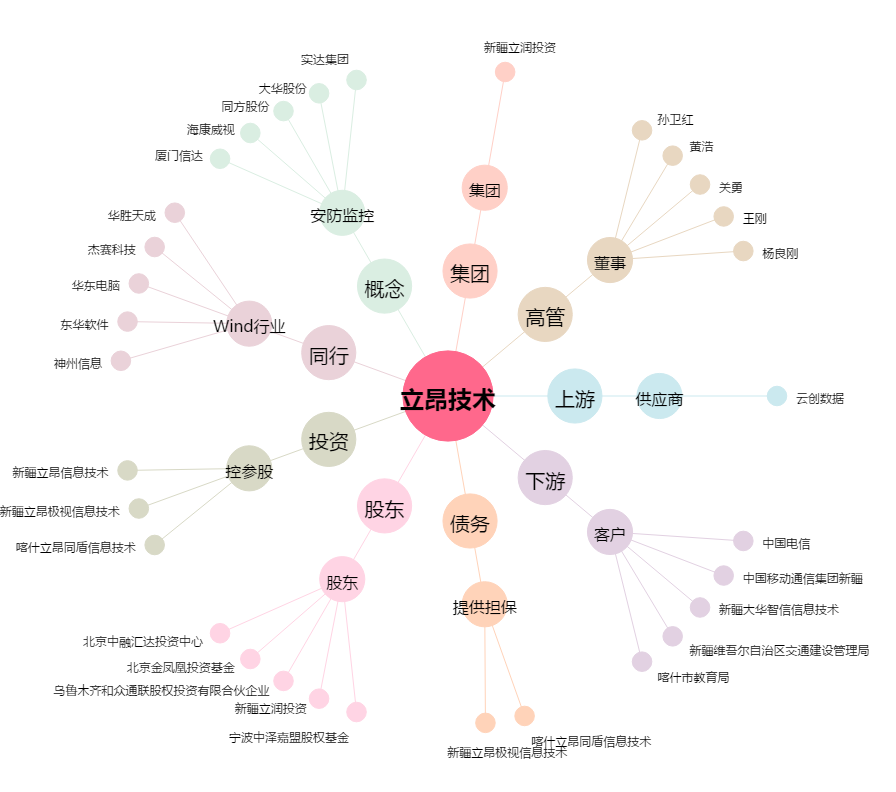 新疆立润投资
集团
集团
实达集团
大华股份
同方股份
海康威视
厦门信达
安防监控
概念
孙卫红
黄浩
关勇
王刚
杨良刚
董事
高管
华胜天成
杰赛科技
华东电脑
东华软件
神州信息
Wind行业
同行
立昂技术
上游
供应商
云创数据
投资
控参股
新疆立昂信息技术
新疆立昂极视信息技术
喀什立昂同盾信息技术
下游
客户
中国电信
中国移动通信集团新疆
新疆大华智信信息技术
新疆维吾尔自治区交通建设管理局
喀什市教育局
股东
股东
北京中融汇达投资中心
北京金凤凰投资基金
乌鲁木齐和众通联股权投资有限合伙企业
新疆立润投资
宁波中泽嘉盟股权基金
债务
提供担保
喀什立昂同盾信息技术
新疆立昂极视信息技术